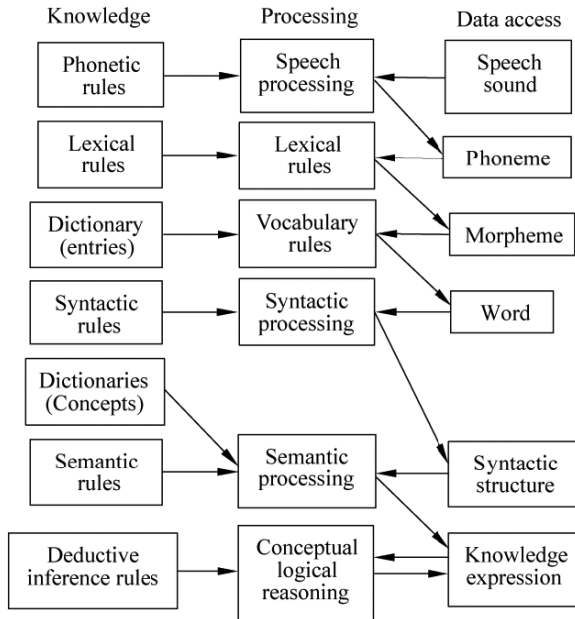 Knowledge
Processing
Data access
Phonetic
rules
Speech
processing
Speech
sound
Lexical
rules
Lexical
rules
Phoneme
Dictionary
(entries)
Vocabulary
rules
Morpheme
Syntactic
rules
Syntactic
processing
Word
Dictionaries
(Concepts)
Semantic
rules
Semantic
processing
Syntactic
structure
Deductive
inference rules
Conceptual
logical
reasoning
Knowledge
expression